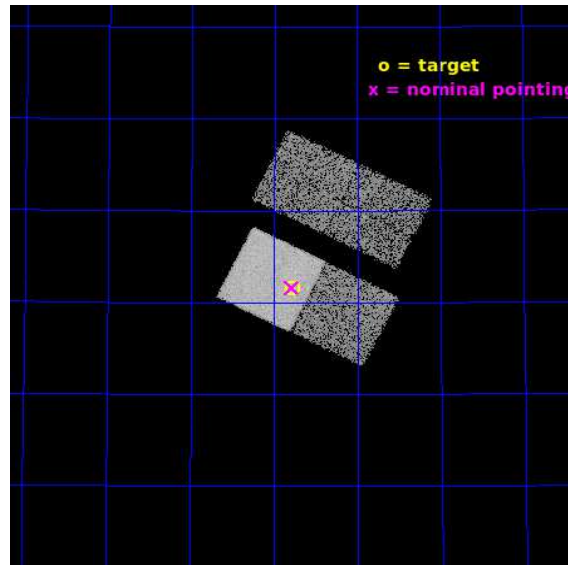 o = target
x = nominal pointing